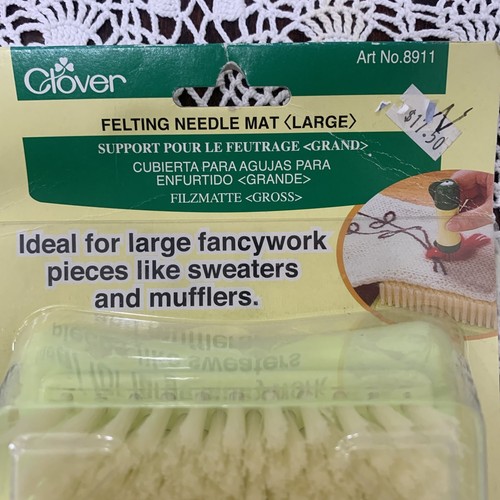 Clover
Art No.8911
$17.50
FELTING NEEDLE MAT〈LARGE〉
SUPPORT POUR LE FEUTRAGE <GRAND>
CUBIERTA PARA AGUJAS PARA
ENFURTIDO <GRANDE>
FILZMATTE <GROSS>
Ideal for large fancywork
pieces like sweaters
and mufflers.